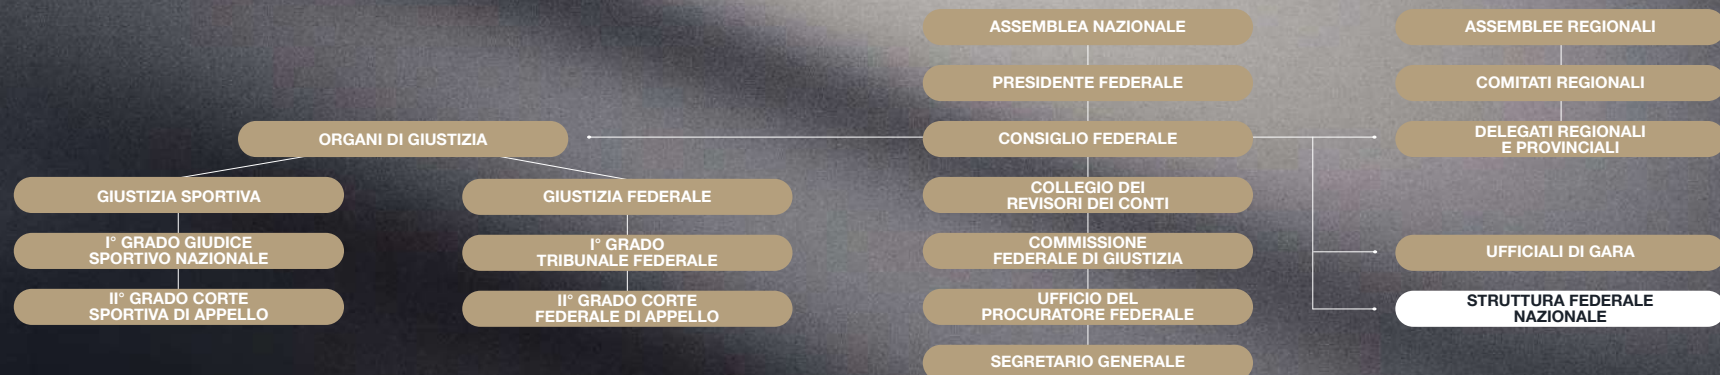 ASSEMBLEA NAZIONALE
ASSEMBLEE REGIONALI
PRESIDENTE FEDERALE
COMITATI REGIONALI
ORGANI DI GIUSTIZIA
CONSIGLIO FEDERALE
DELEGATI REGIONALI
E PROVINCIALI
GIUSTIZIA SPORTIVA
GIUSTIZIA FEDERALE
COLLEGIO DEI
REVISORI DEI CONTI
I° GRADO GIUDICE
SPORTIVO NAZIONALE
I° GRADO
TRIBUNALE FEDERALE
COMMISSIONE
FEDERALE DI GIUSTIZIA
UFFICIALI DI GARA
II° GRADO CORTE
SPORTIVA DI APPELLO
II° GRADO CORTE
FEDERALE DI APPELLO
UFFICIO DEL
PROCURATORE FEDERALE
STRUTTURA FEDERALE
NAZIONALE
SEGRETARIO GENERALE